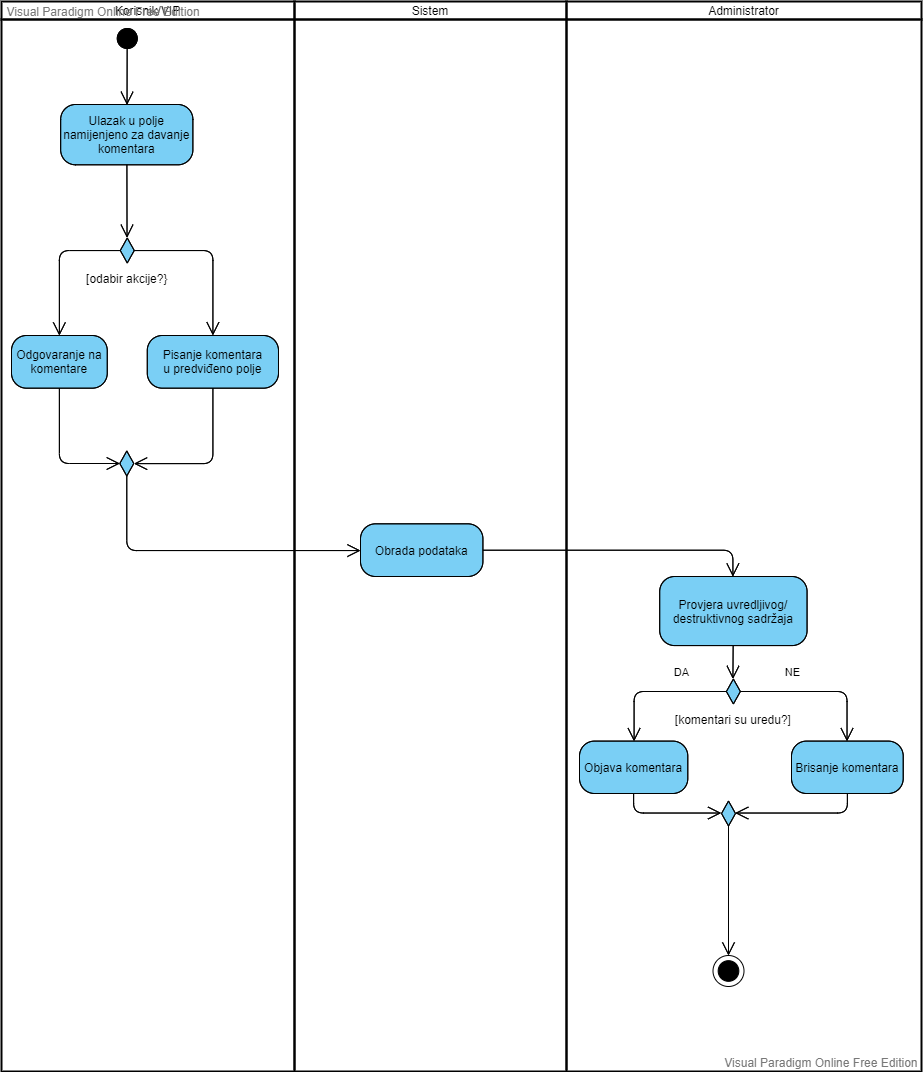 Visual Paradigm Online Free Edition
Korisnik/VIP
Sistem
Administrator
Ulazak u polje
namijenjeno za davanje
komentara
[odabir akcije?}
Odgovaranje na
komentare
Pisanje komentara
u predviđeno polje
Obrada podataka
Provjera uvredljivog/
destruktivnog sadržaja
DA
NE
[komentari su uredu?]
Objava komentara
Brisanje komentara
Visual Paradigm Online Free Edition